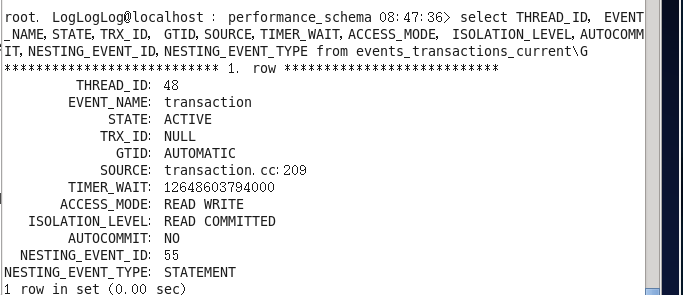 root. LogLogLog@localhost : performance_schema 08:47:36> select THREAD_ID, EVENT
_NAME, STATE, TRX_ID, GTID, SOURCE, TIMER_WAIT, ACCESS_MODE, ISOLATION_LEVEL, AUTOCOMM
IT, NESTING_EVENT_ID, NESTING_EVENT_TYPE from events_transactions_current\G
*************************** 1. row ***************************
THREAD_ID: 48
EVENT_NAME: transaction
STATE: ACTIVE
TRX_ID: NULL
GTID: AUTOMATIC
SOURCE: transaction.cc:209
TIMER_WAIT: 12648603794000
ACCESS_MODE: READ WRITE
ISOLATION_LEVEL: READ COMMITTED
AUTOCOMMIT: NO
NESTING_EVENT_ID: 55
NESTING_EVENT_TYPE: STATEMENT
1 row in set (0.00 sec)